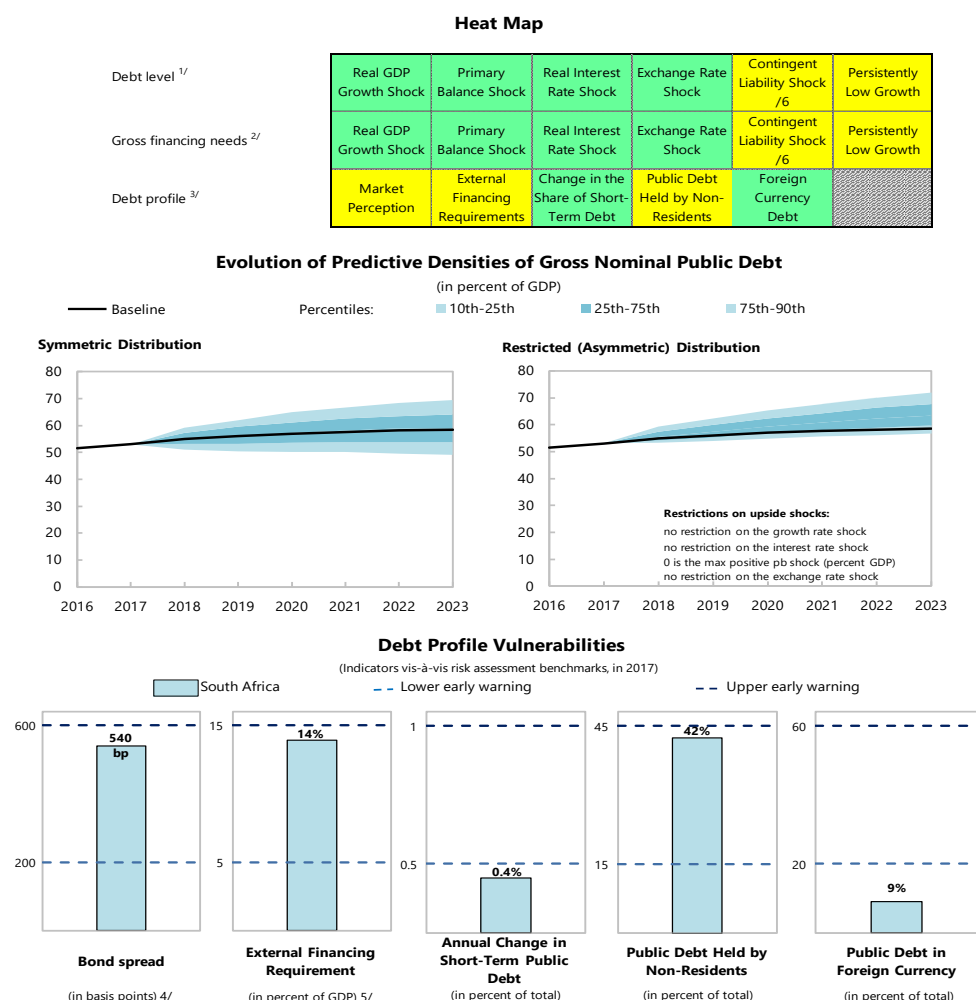 Heat Map
Debt level 1/
Real GDP Growth Shock
Primary Balance Shock
Real Interest Rate Shock
Exchange Rate Shock
Contingent Liability Shock /6
Persistently Low Growth
Gross financing needs 2/
Real GDP Growth Shock
Primary Balance Shock
Real Interest Rate Shock
Exchange Rate Shock
Contingent Liability Shock /6
Persistently Low Growth
Debt profile 3/
Market Perception
External Financing Requirements
Change in the Share of Short-Term Debt
Public Debt Held by Non-Residents
Foreign Currency Debt
Evolution of Predictive Densities of Gross Nominal Public Debt
(in percent of GDP)
Baseline Percentiles: 10th-25th 25th-75th 75th-90th
Symmetric Distribution
80
70
60
50
40
30
20
10
0
2016 2017 2018 2019 2020 2021 2022 2023
Restricted (Asymmetric) Distribution
80
70
60
50
40
30
20
10
0
Restrictions on upside shocks:
no restriction on the growth rate shock
no restriction on the interest rate shock
0 is the max positive pb shock (percent GDP)
no restriction on the exchange rate shock
2016 2017 2018 2019 2020 2021 2022 2023
Debt Profile Vulnerabilities
(Indicators vis-à-vis risk assessment benchmarks, in 2017)
South Africa Lower early warning Upper early warning
600
540
bp
200
Bond spread
(in basis points) 4/
15
14%
5
External Financing
Requirement
(in percent of GDP) 5/
1
0.5
0.4%
Annual Change in
Short-Term Public
Debt
(in percent of total)
45
42%
15
Public Debt Held by
Non-Residents
(in percent of total)
60
20
9%
Public Debt in
Foreign Currency
(in percent of total)